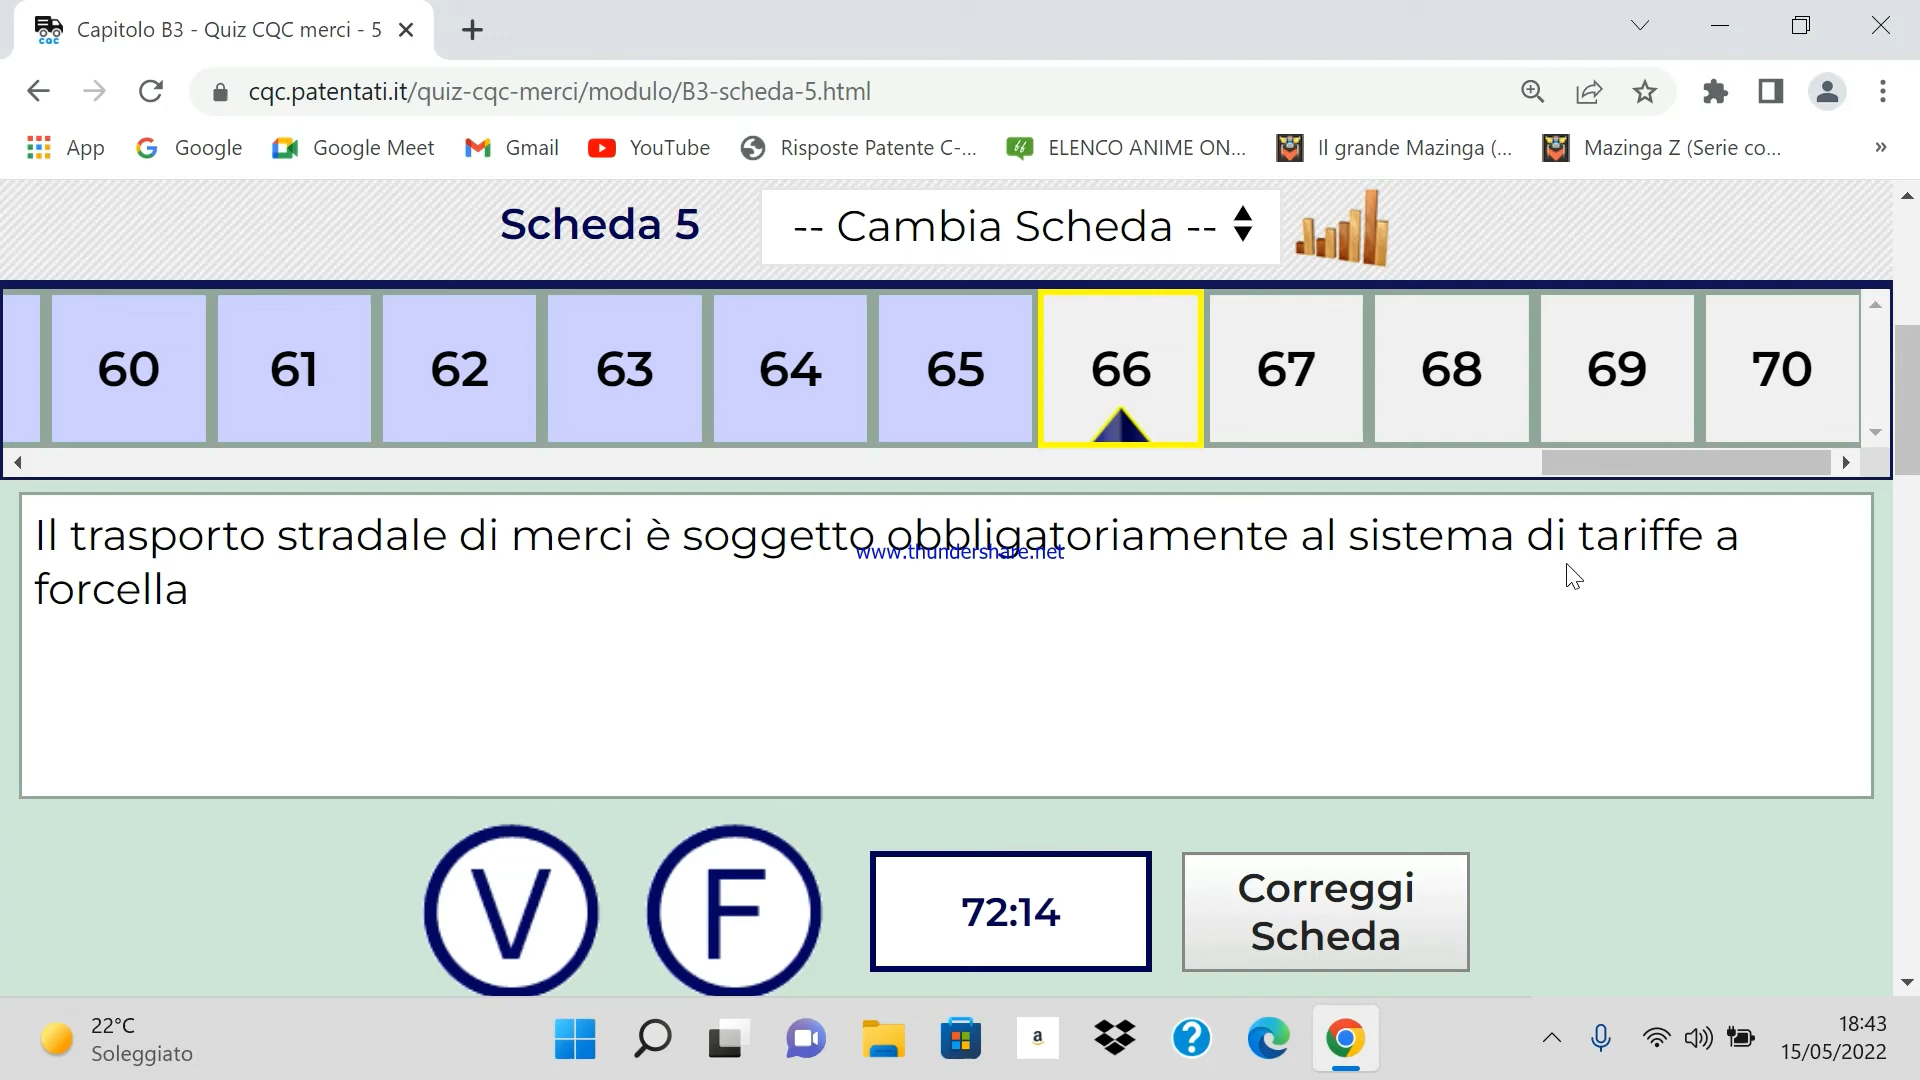 Capitolo B3 - Quiz CQC merci - 5
cqc.patentati.it/quiz-cqc-merci/modulo/B3-scheda-5.html
App Google Google Meet Gmail YouTube Risposte Patente C-... ELENCO ANIME ON... Il grande Mazinga (... Mazinga Z (Serie co... »
Scheda 5 -- Cambia Scheda --
60 61 62 63 64 65 66 67 68 69 70
Il trasporto stradale di merci è soggetto obbligatoriamente al sistema di tariffe a
www.thundershare.net
forcella
V F 72:14 Correggi
Scheda
22°C
Soleggiato
18:43
15/05/2022